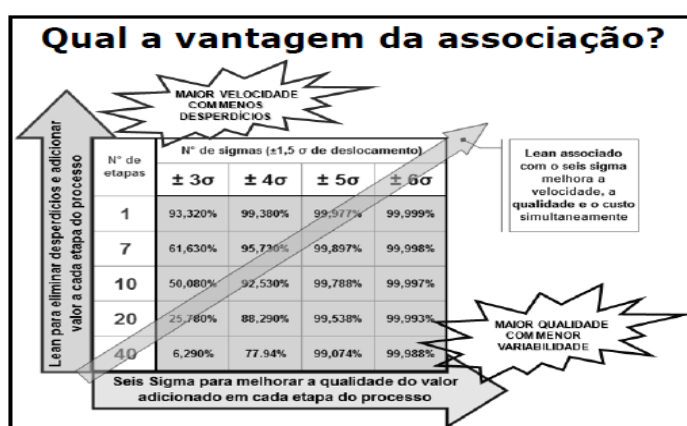 Qual a vantagem da associação?
MAIOR VELOCIDADE
COM MENOS
DESPERDÍCIOS
Lean para eliminar desperdícios e adicionar
valor a cada etapa do processo
N° de
etapas
N° de sigmas (±1,5 σ de deslocamento)
± 3σ ± 4σ ± 5σ ± 6σ
1 93,320% 99,380% 99,977% 99,999%
7 61,630% 95,730% 99,897% 99,998%
10 50,080% 92,530% 99,788% 99,997%
20 25,780% 88,290% 99,538% 99,993%
40 6,290% 77.94% 99,074% 99,988%
Lean associado
com o seis sigma
melhora a
velocidade, a
qualidade e o custo
simultaneamente
MAIOR QUALIDADE
COM MENOR
VARIABILIDADE
Seis Sigma para melhorar a qualidade do valor
adicionado em cada etapa do processo